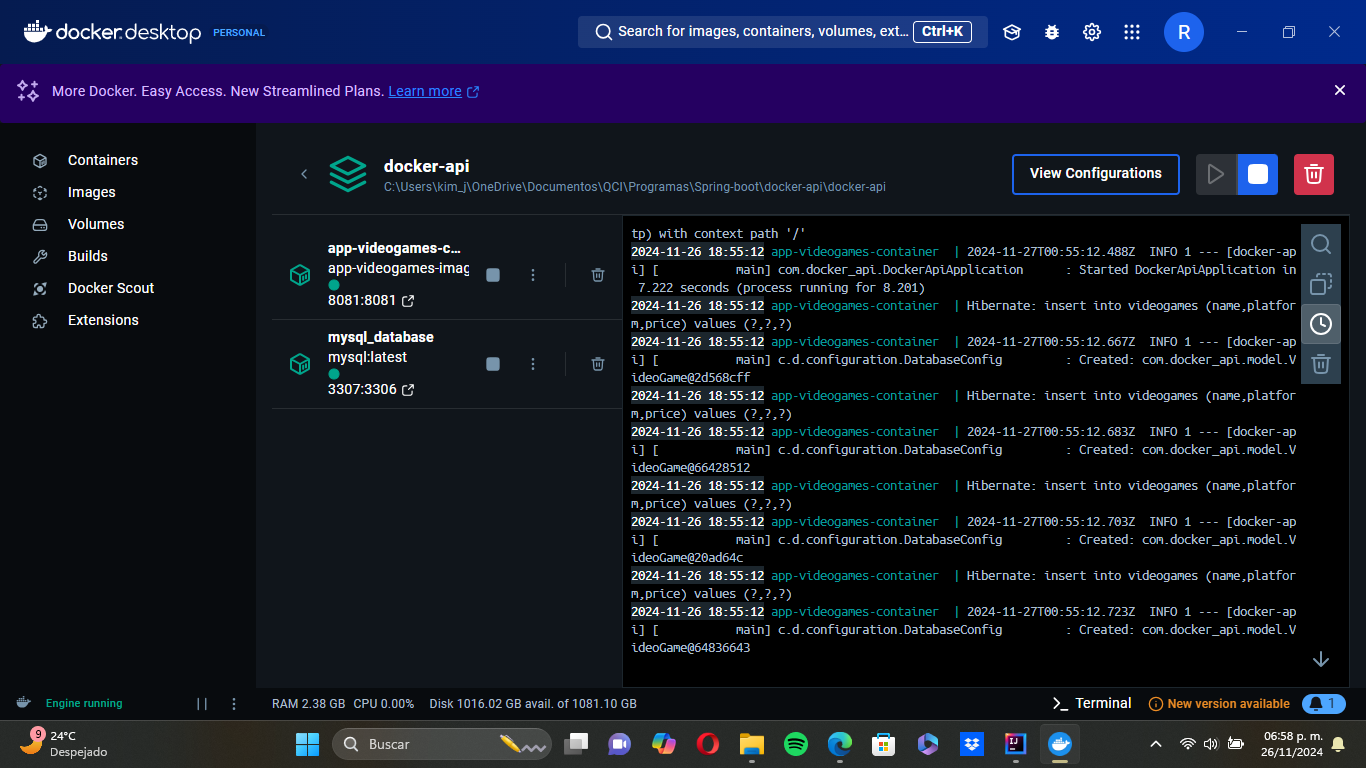 docker desktop PERSONAL
Search for images, containers, volumes, ext... Ctrl+K
R
More Docker. Easy Access. New Streamlined Plans. Learn more
Containers
Images
Volumes
Builds
Docker Scout
Extensions
docker-api
C:\Users\kim_j\OneDrive\Documentos\QCI\Programas\Spring-boot\docker-api\docker-api
View Configurations
app-videogames-c...
app-videogames-imag
8081:8081
mysql_database
mysql:latest
3307:3306
tp) with context path '/'
2024-11-26 18:55:12 app-videogames-container | 2024-11-27T00:55:12.488Z INFO 1 --- [docker-ap
i] [ main] com.docker_api.DockerApiApplication : Started DockerApiApplication in
7.222 seconds (process running for 8.201)
2024-11-26 18:55:12 app-videogames-container | Hibernate: insert into videogames (name,platfor
m,price) values (?,?,?)
2024-11-26 18:55:12 app-videogames-container | 2024-11-27T00:55:12.667Z INFO 1 --- [docker-ap
i] [ main] c.d.configuration.DatabaseConfig : Created: com.docker_api.model.V
ideoGame@2d568cff
2024-11-26 18:55:12 app-videogames-container | Hibernate: insert into videogames (name,platfor
m,price) values (?,?,?)
2024-11-26 18:55:12 app-videogames-container | 2024-11-27T00:55:12.683Z INFO 1 --- [docker-ap
i] [ main] c.d.configuration.DatabaseConfig : Created: com.docker_api.model.V
ideoGame@66428512
2024-11-26 18:55:12 app-videogames-container | Hibernate: insert into videogames (name,platfor
m,price) values (?,?,?)
2024-11-26 18:55:12 app-videogames-container | 2024-11-27T00:55:12.703Z INFO 1 --- [docker-ap
i] [ main] c.d.configuration.DatabaseConfig : Created: com.docker_api.model.V
ideoGame@20ad64c
2024-11-26 18:55:12 app-videogames-container | Hibernate: insert into videogames (name,platfor
m,price) values (?,?,?)
2024-11-26 18:55:12 app-videogames-container | 2024-11-27T00:55:12.723Z INFO 1 --- [docker-ap
i] [ main] c.d.configuration.DatabaseConfig : Created: com.docker_api.model.V
ideoGame@64836643
Engine running
RAM 2.38 GB CPU 0.00% Disk 1016.02 GB avail. of 1081.10 GB
Terminal
New version available
1
9
24°C
Despejado
Buscar
IJ
06:58 p. m.
26/11/2024